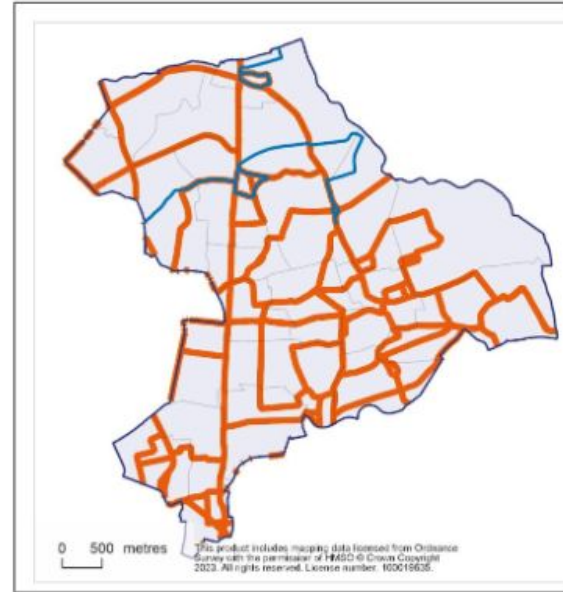 0 500 metres
This product includes mapping data licensed from Ordnance
Survey with the permission of HMSO © Crown Copyright
2023. All rights reserved. License number. 100019635.